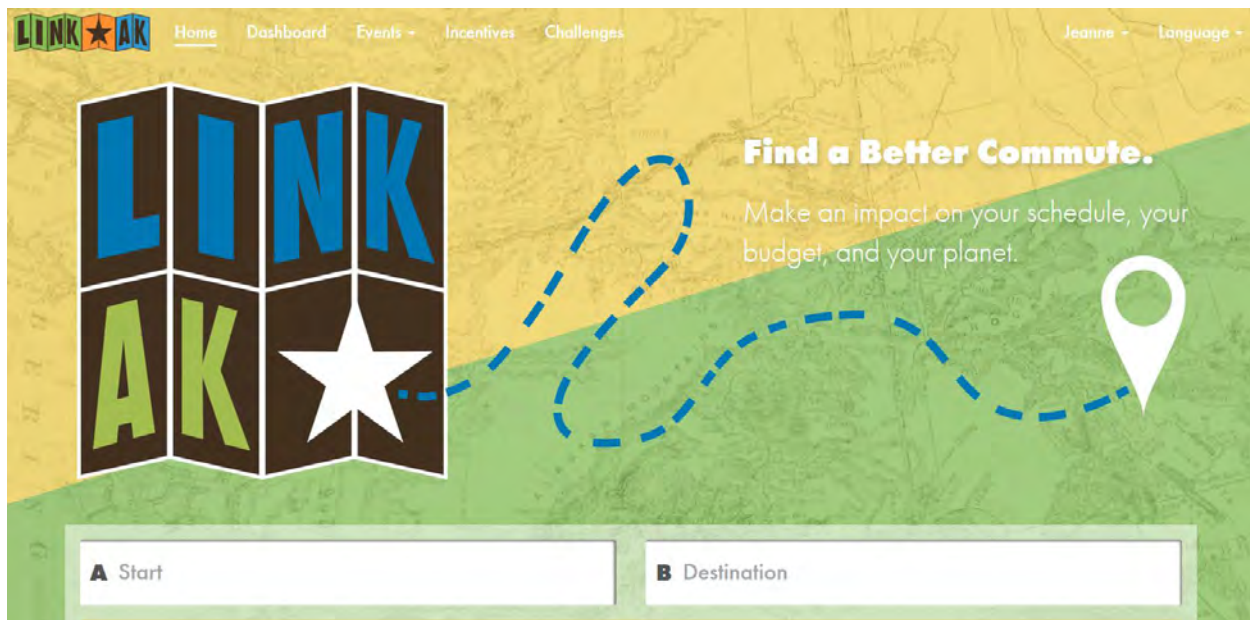 LINK ★ AK Home Dashboard Events Incentives Challenges Jeanne Language
LINK
AK
Find a Better Commute.
Make an impact on your schedule, your
budget, and your planet.
A Start B Destination